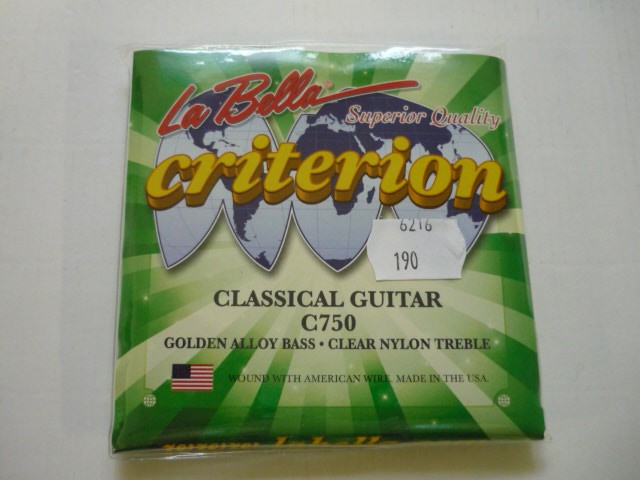 La Bella
Superior Quality
criterion
6216
190
CLASSICAL GUITAR
C750
GOLDEN ALLOY BASS • CLEAR NYLON TREBLE
WOUND WITH AMERICAN WIRE. MADE IN THE USA.